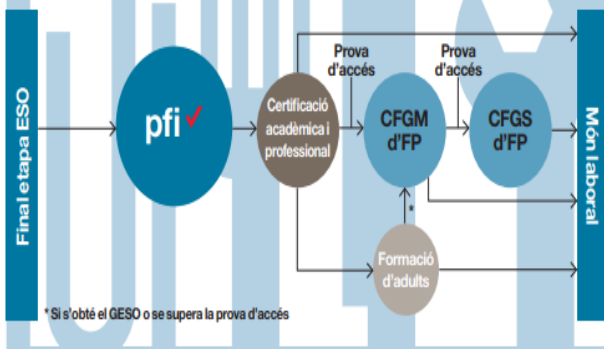 Final etapa ESO
pfi
Certificació
acadèmica i
professional
Prova
d'accés
CFGM
d'FP
Prova
d'accés
CFGS
d'FP
Món laboral
*
Formació
d'adults
* Si s'obté el GESO o se supera la prova d'accés